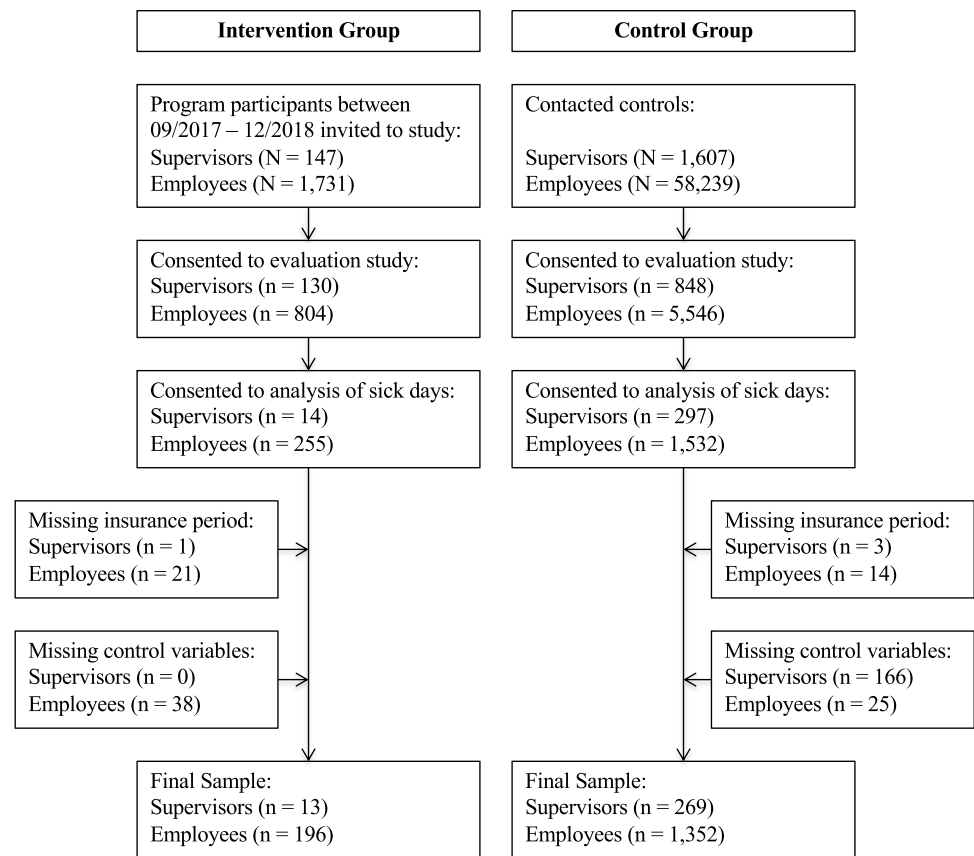 Intervention Group
Control Group
Program participants between
09/2017 – 12/2018 invited to study:
Supervisors (N = 147)
Employees (N = 1,731)
Contacted controls:
Supervisors (N = 1,607)
Employees (N = 58,239)
Consented to evaluation study:
Supervisors (n = 130)
Employees (n = 804)
Consented to evaluation study:
Supervisors (n = 848)
Employees (n = 5,546)
Consented to analysis of sick days:
Supervisors (n = 14)
Employees (n = 255)
Consented to analysis of sick days:
Supervisors (n = 297)
Employees (n = 1,532)
Missing insurance period:
Supervisors (n = 1)
Employees (n = 21)
Missing insurance period:
Supervisors (n = 3)
Employees (n = 14)
Missing control variables:
Supervisors (n = 0)
Employees (n = 38)
Missing control variables:
Supervisors (n = 166)
Employees (n = 25)
Final Sample:
Supervisors (n = 13)
Employees (n = 196)
Final Sample:
Supervisors (n = 269)
Employees (n = 1,352)